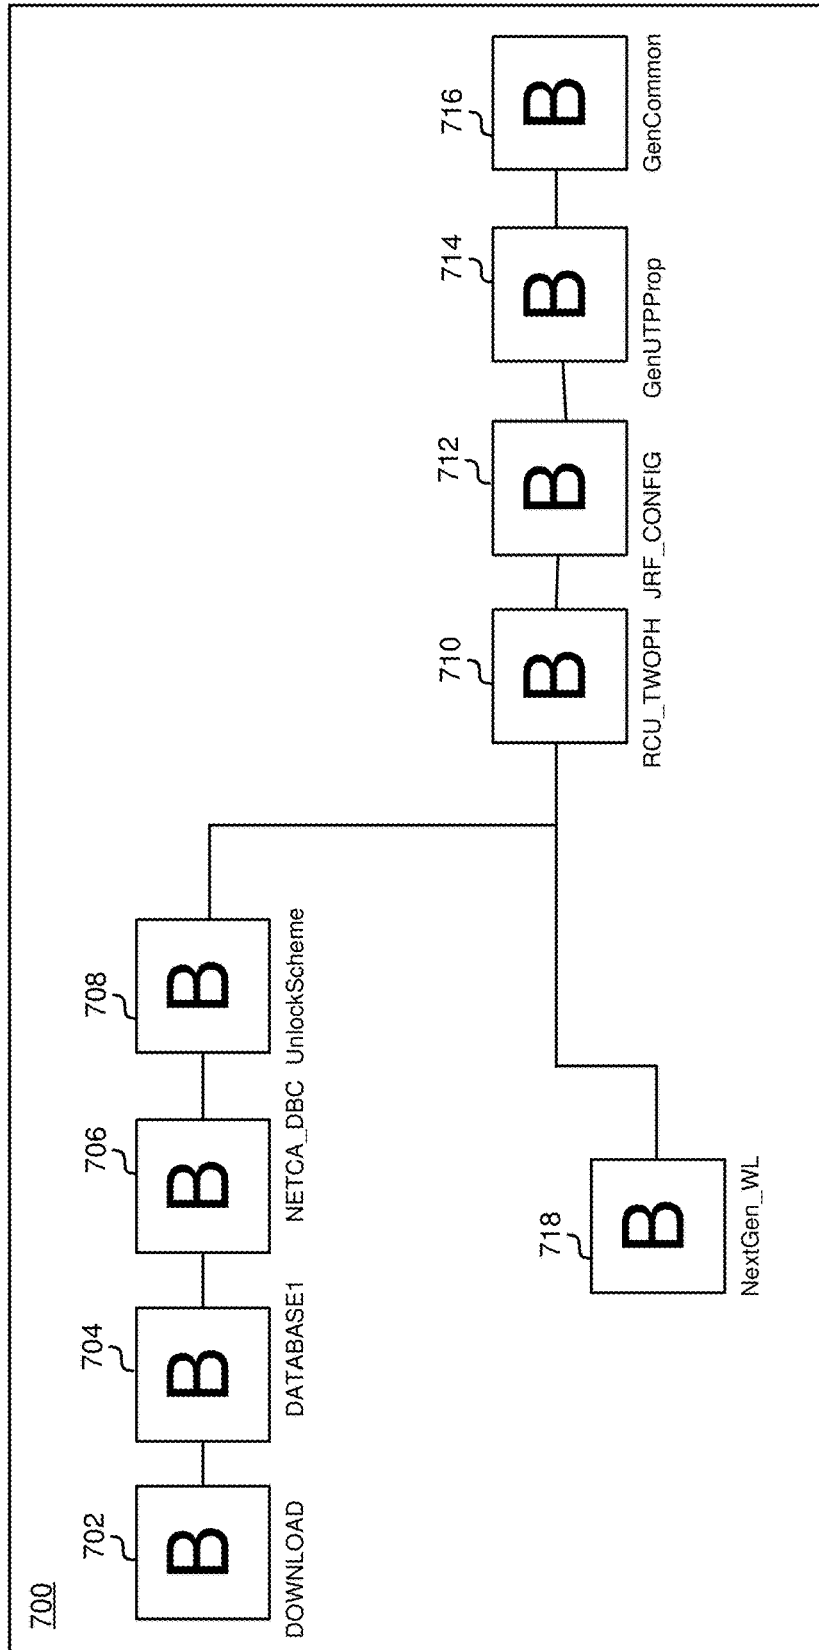 700
702
B
DOWNLOAD
704
B
DATABASE1
706
B
NETCA_DBC
708
B
UnlockScheme
710
B
RCU_TWOPH
712
B
JRF_CONFIG
714
B
GenUTPProp
716
B
GenCommon
718
B
NextGen_WL